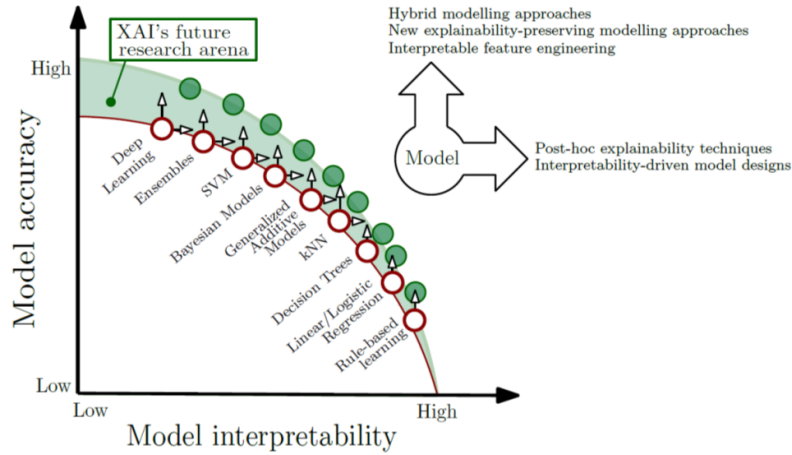 Hybrid modelling approaches
New explainability-preserving modelling approaches
Interpretable feature engineering
XAI's future
research arena
High
Model accuracy
Deep
Learning
Ensembles
SVM
Bayesian Models
Generalized
Additive
Models
kNN
Decision Trees
Linear/Logistic
Regression
Rule-based
learning
Model
Post-hoc explainability techniques
Interpretability-driven model designs
Low
Low
High
Model interpretability